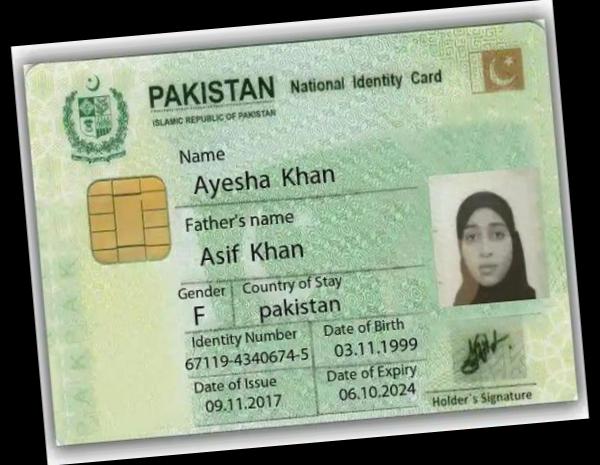 PAKISTAN National Identity Card
ISLAMIC REPUBLIC OF PAKISTAN
Name
Ayesha Khan
Father's name
Asif Khan
Gender Country of Stay
F pakistan
Identity Number Date of Birth
67119-4340674-5 03.11.1999
Date of Issue Date of Expiry
09.11.2017 06.10.2024
Holder's Signature